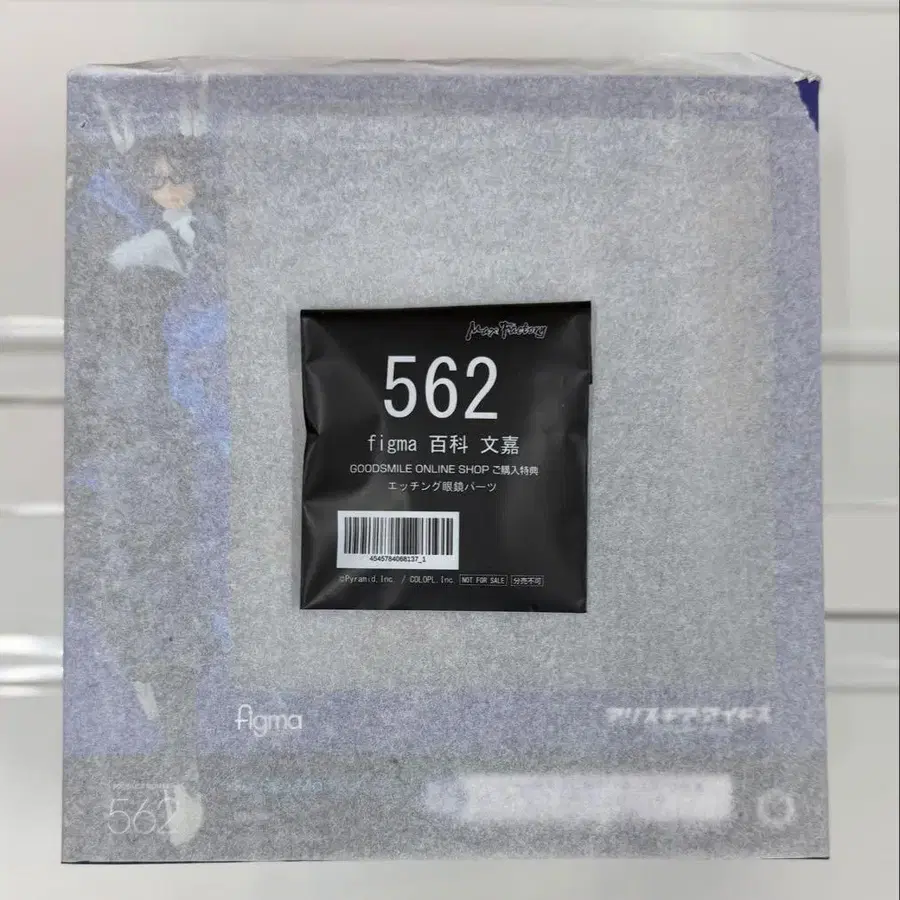 Max Factory
562
figma 百科 文嘉
GOODSMILE ONLINE SHOP ご購入特典
エッチング眼鏡パーツ
4545784068137_1
©Pyramid,Inc. / COLOPL,Inc. NOT FOR SALE 分売不可
figma
アリス・ギア・アイギス
562